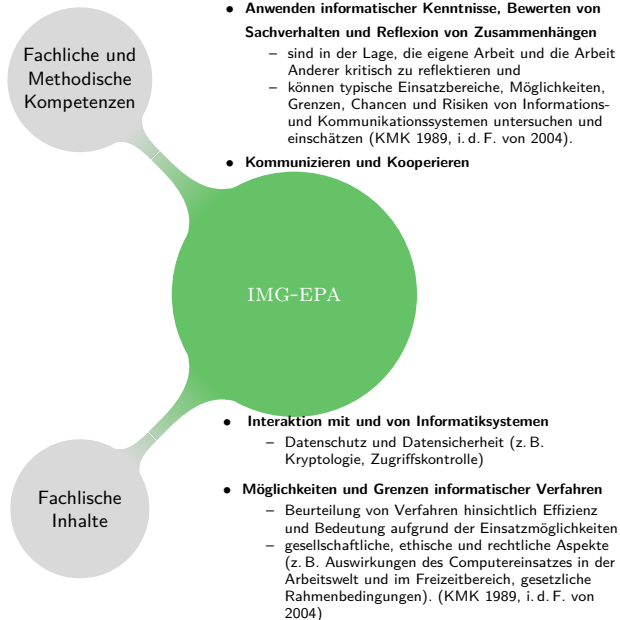 Fachliche und
Methodische
Kompetenzen
• Anwenden informatischer Kenntnisse, Bewerten von
Sachverhalten und Reflexion von Zusammenhängen
– sind in der Lage, die eigene Arbeit und die Arbeit
Anderer kritisch zu reflektieren und
– können typische Einsatzbereiche, Möglichkeiten,
Grenzen, Chancen und Risiken von Informations-
und Kommunikationssystemen untersuchen und
einschätzen (KMK 1989, i. d. F. von 2004).
• Kommunizieren und Kooperieren
IMG-EPA
Fachlische
Inhalte
• Interaktion mit und von Informatiksystemen
– Datenschutz und Datensicherheit (z. B.
Kryptologie, Zugriffskontrolle)
• Möglichkeiten und Grenzen informatischer Verfahren
– Beurteilung von Verfahren hinsichtlich Effizienz
und Bedeutung aufgrund der Einsatzmöglichkeiten
– gesellschaftliche, ethische und rechtliche Aspekte
(z. B. Auswirkungen des Computereinsatzes in der
Arbeitswelt und im Freizeitbereich, gesetzliche
Rahmenbedingungen). (KMK 1989, i. d. F. von
2004)